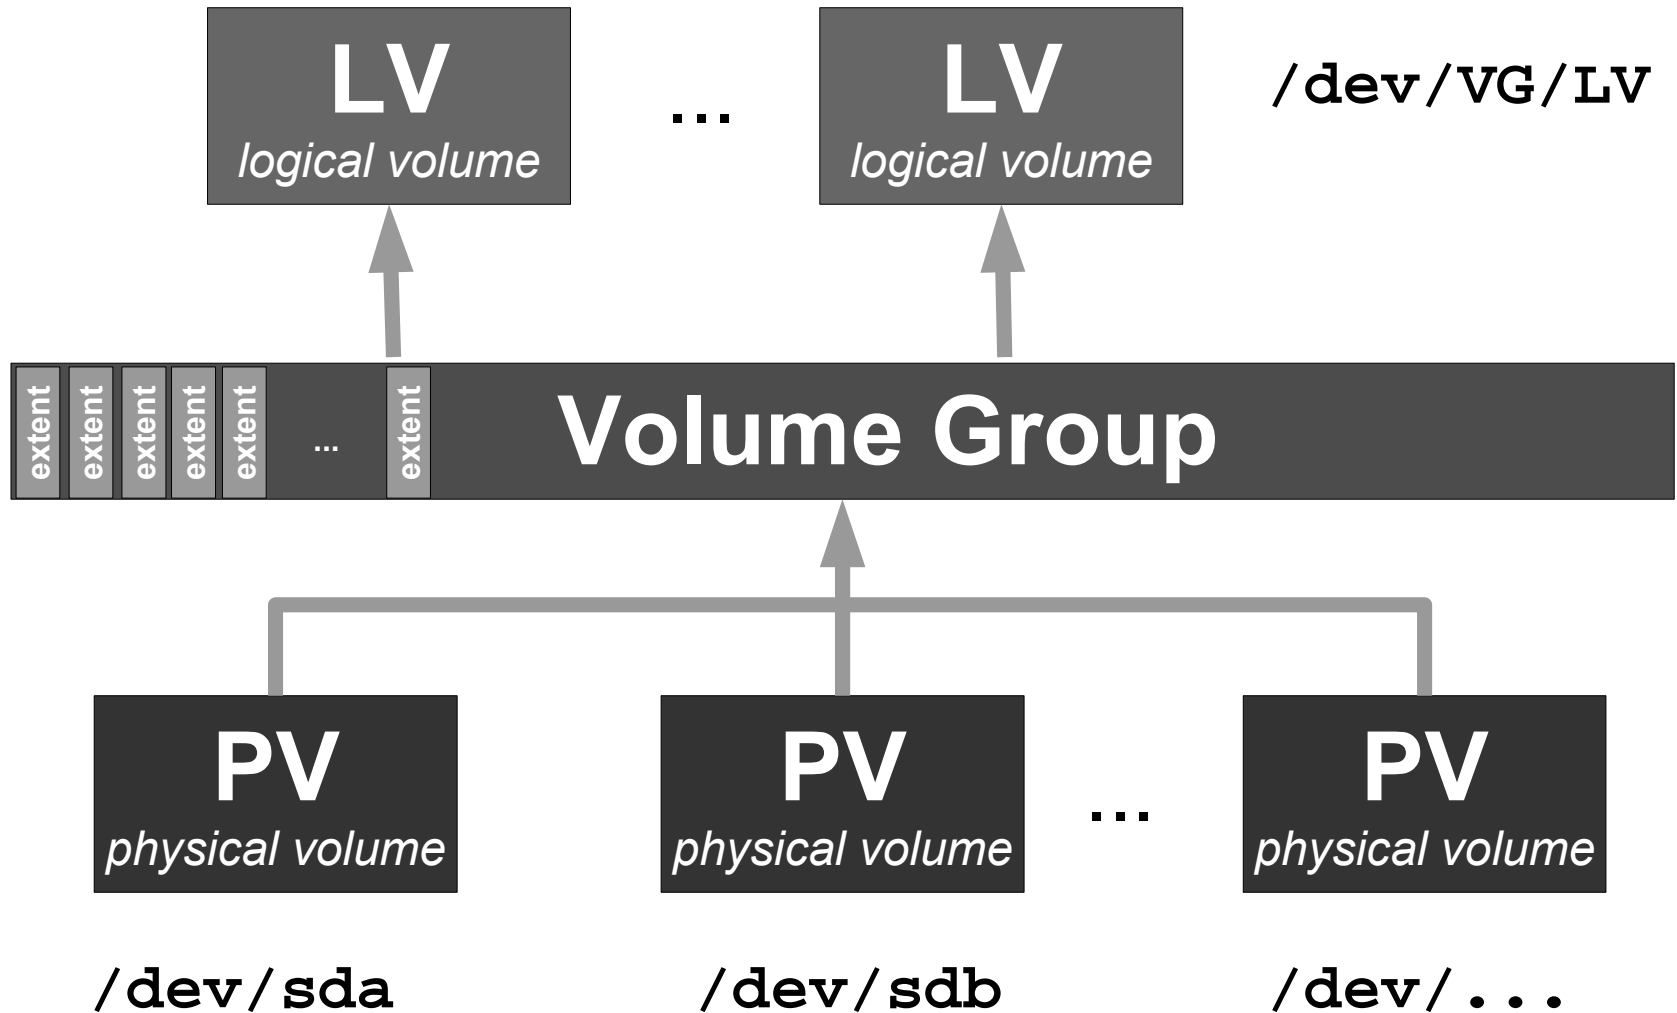 LV
logical volume
...
LV
logical volume
/dev/VG/LV
extent
extent
extent
extent
extent
...
extent
Volume Group
PV
physical volume
PV
physical volume
...
PV
physical volume
/dev/sda
/dev/sdb
/dev/...